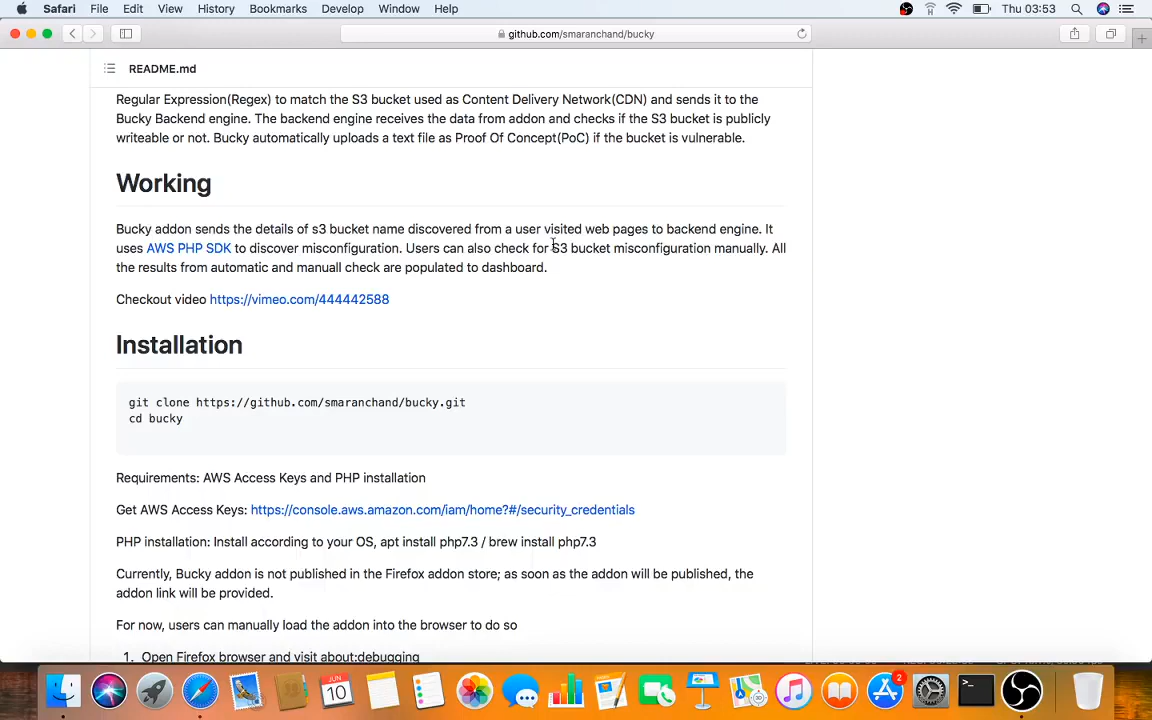 Safari File Edit View History Bookmarks Develop Window Help Thu 03:53
github.com/smaranchand/bucky
README.md
Regular Expression(Regex) to match the S3 bucket used as Content Delivery Network(CDN) and sends it to the
Bucky Backend engine. The backend engine receives the data from addon and checks if the S3 bucket is publicly
writeable or not. Bucky automatically uploads a text file as Proof Of Concept(PoC) if the bucket is vulnerable.
Working
Bucky addon sends the details of s3 bucket name discovered from a user visited web pages to backend engine. It
uses AWS PHP SDK to discover misconfiguration. Users can also check for S3 bucket misconfiguration manually. All
the results from automatic and manuall check are populated to dashboard.
Checkout video https://vimeo.com/444442588
Installation
git clone https://github.com/smaranchand/bucky.git
cd bucky
Requirements: AWS Access Keys and PHP installation
Get AWS Access Keys: https://console.aws.amazon.com/iam/home?#/security_credentials
PHP installation: Install according to your OS, apt install php7.3 / brew install php7.3
Currently, Bucky addon is not published in the Firefox addon store; as soon as the addon will be published, the
addon link will be provided.
For now, users can manually load the addon into the browser to do so
1. Open Firefox browser and visit about:debugging
JUN
10
2